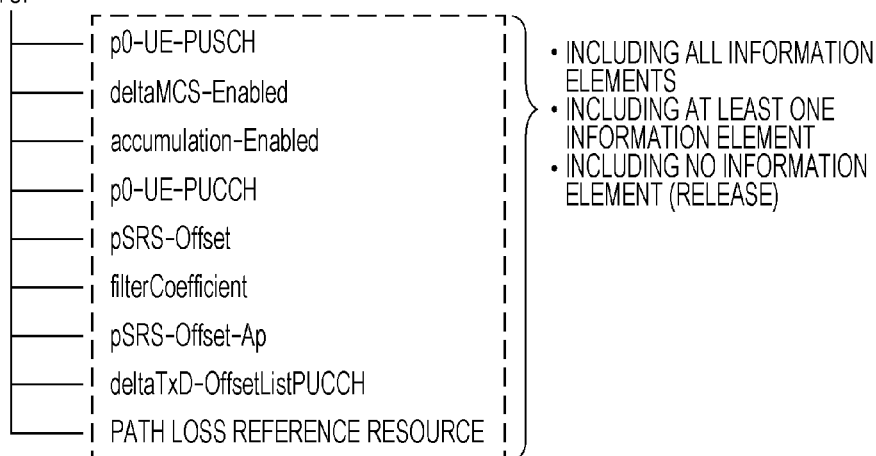 p0-UE-PUSCH
deltaMCS-Enabled
accumulation-Enabled
p0-UE-PUCCH
pSRS-Offset
filterCoefficient
pSRS-Offset-Ap
deltaTxD-OffsetListPUCCH
PATH LOSS REFERENCE RESOURCE
• INCLUDING ALL INFORMATION
ELEMENTS
• INCLUDING AT LEAST ONE
INFORMATION ELEMENT
• INCLUDING NO INFORMATION
ELEMENT (RELEASE)